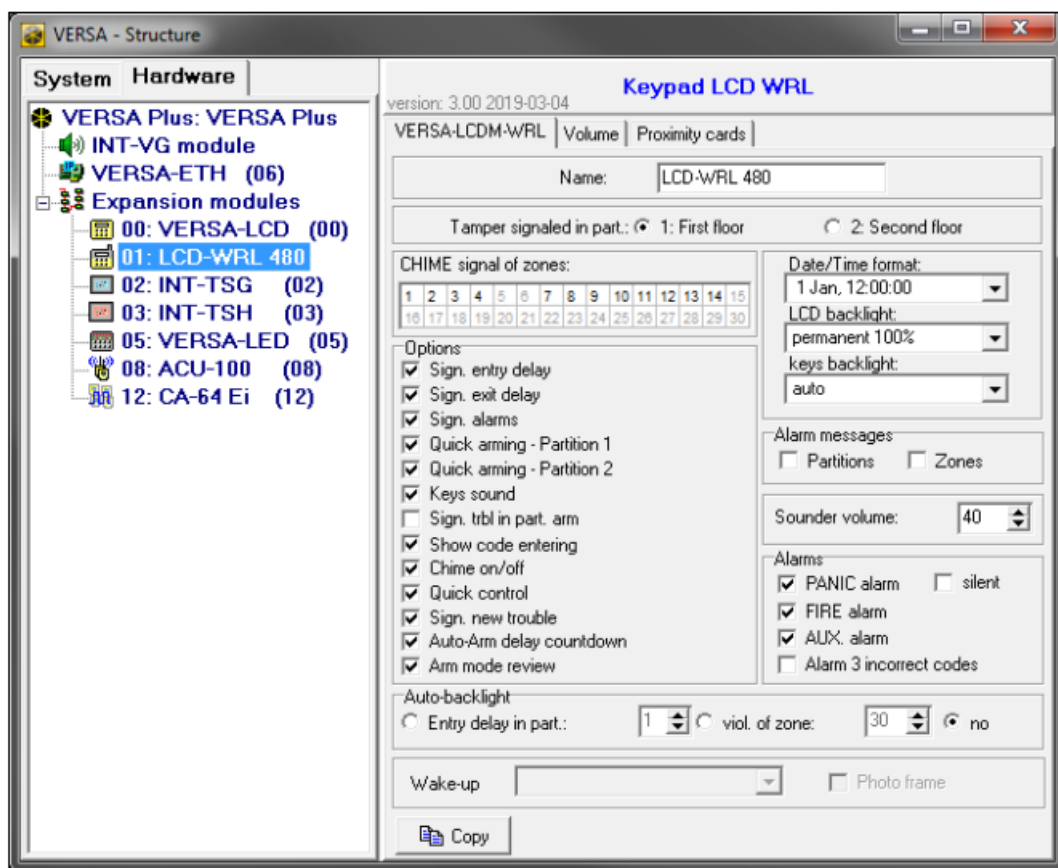 VERSA - Structure
System Hardware
VERSA Plus: VERSA Plus
INT-VG module
VERSA-ETH (06)
Expansion modules
00: VERSA-LCD (00)
01: LCD-WRL 480
02: INT-TSG (02)
03: INT-TSH (03)
05: VERSA-LED (05)
08: ACU-100 (08)
12: CA-64 Ei (12)
Keypad LCD WRL
version: 3.00 2019-03-04
VERSA-LCDM-WRL Volume Proximity cards
Name: LCD-WRL 480
Tamper signaled in part.: 1: First floor 2: Second floor
CHIME signal of zones:
1 2 3 4 5 6 7 8 9 10 11 12 13 14 15
16 17 18 19 20 21 22 23 24 25 26 27 28 29 30
Options
Sign. entry delay
Sign. exit delay
Sign. alarms
Quick arming - Partition 1
Quick arming - Partition 2
Keys sound
Sign. trbl in part. arm
Show code entering
Chime on/off
Quick control
Sign. new trouble
Auto-Arm delay countdown
Arm mode review
Date/Time format:
1 Jan, 12:00:00
LCD backlight:
permanent 100%
keys backlight:
auto
Alarm messages
Partitions Zones
Sounder volume: 40
Alarms
PANIC alarm silent
FIRE alarm
AUX. alarm
Alarm 3 incorrect codes
Auto-backlight
Entry delay in part.: 1 viol. of zone: 30 no
Wake-up Photo frame
Copy